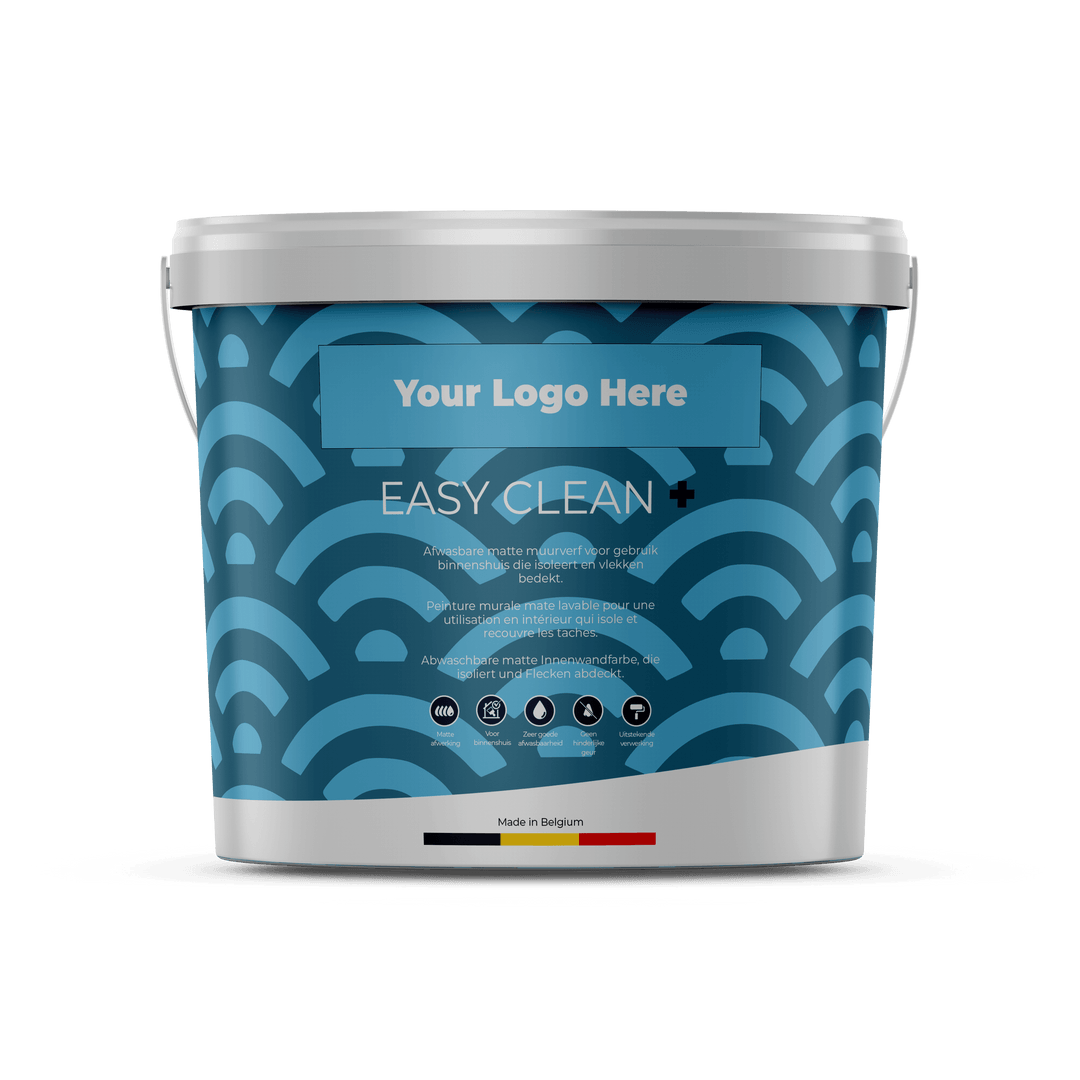 Your Logo Here
EASY CLEAN +
Afwasbare matte muurverf voor gebruik
binnenshuis die isoleert en vlekken
bedekt.
Peinture murale mate lavable pour une
utilisation en intérieur qui isole et
recouvre les taches.
Abwaschbare matte Innenwandfarbe, die
isoliert und Flecken abdeckt.
Matte
afwerking
Voor
binnenshuis
Zeer goede
afwasbaarheid
Geen
hinderlijke
geur
Uitstekende
verwerking
Made in Belgium